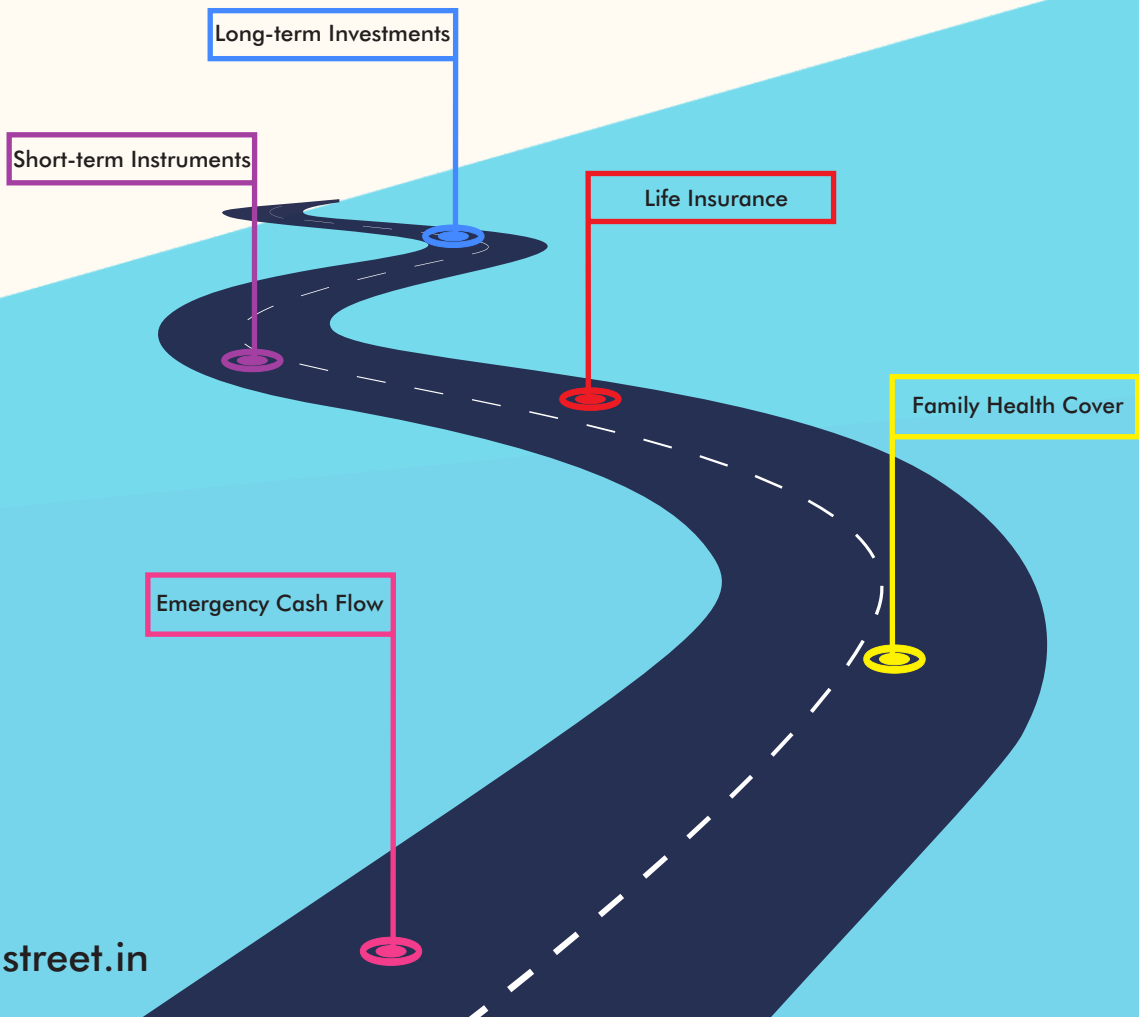 Long-term Investments
Short-term Instruments
Life Insurance
Family Health Cover
Emergency Cash Flow
street.in